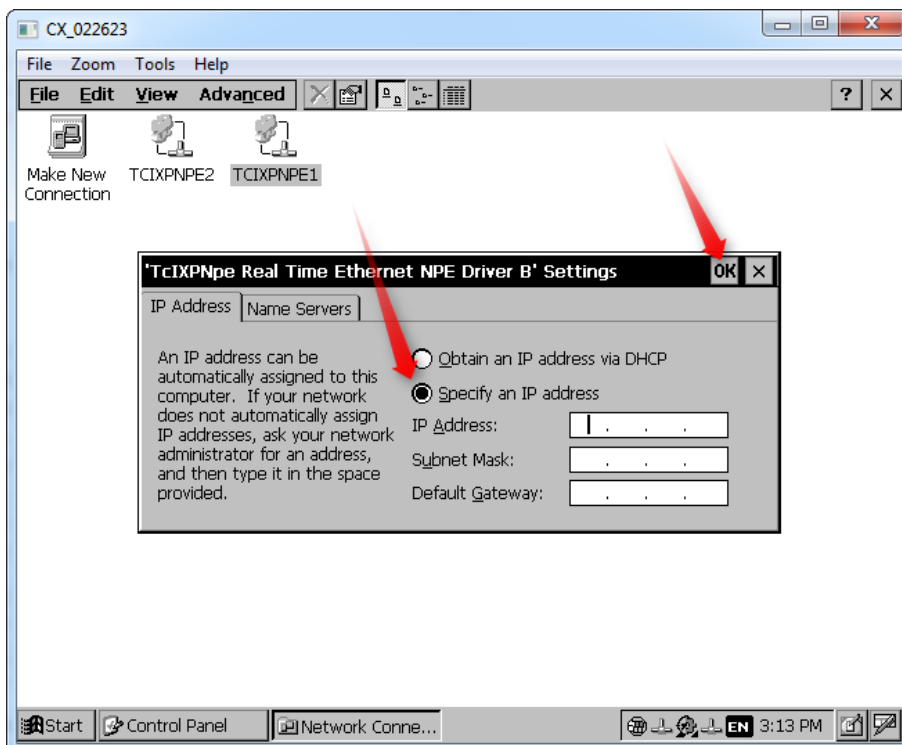 CX_022623
File Zoom Tools Help
File Edit View Advanced ? ×
Make New
Connection
TCIXPNPE2
TCIXPNPE1
'TcIXPNpe Real Time Ethernet NPE Driver B' Settings OK ×
IP Address Name Servers
An IP address can be
automatically assigned to this
computer. If your network
does not automatically assign
IP addresses, ask your network
administrator for an address,
and then type it in the space
provided.
Obtain an IP address via DHCP
Specify an IP address
IP Address: . . .
Subnet Mask: . . .
Default Gateway: . . .
Start Control Panel Network Conne... EN 3:13 PM